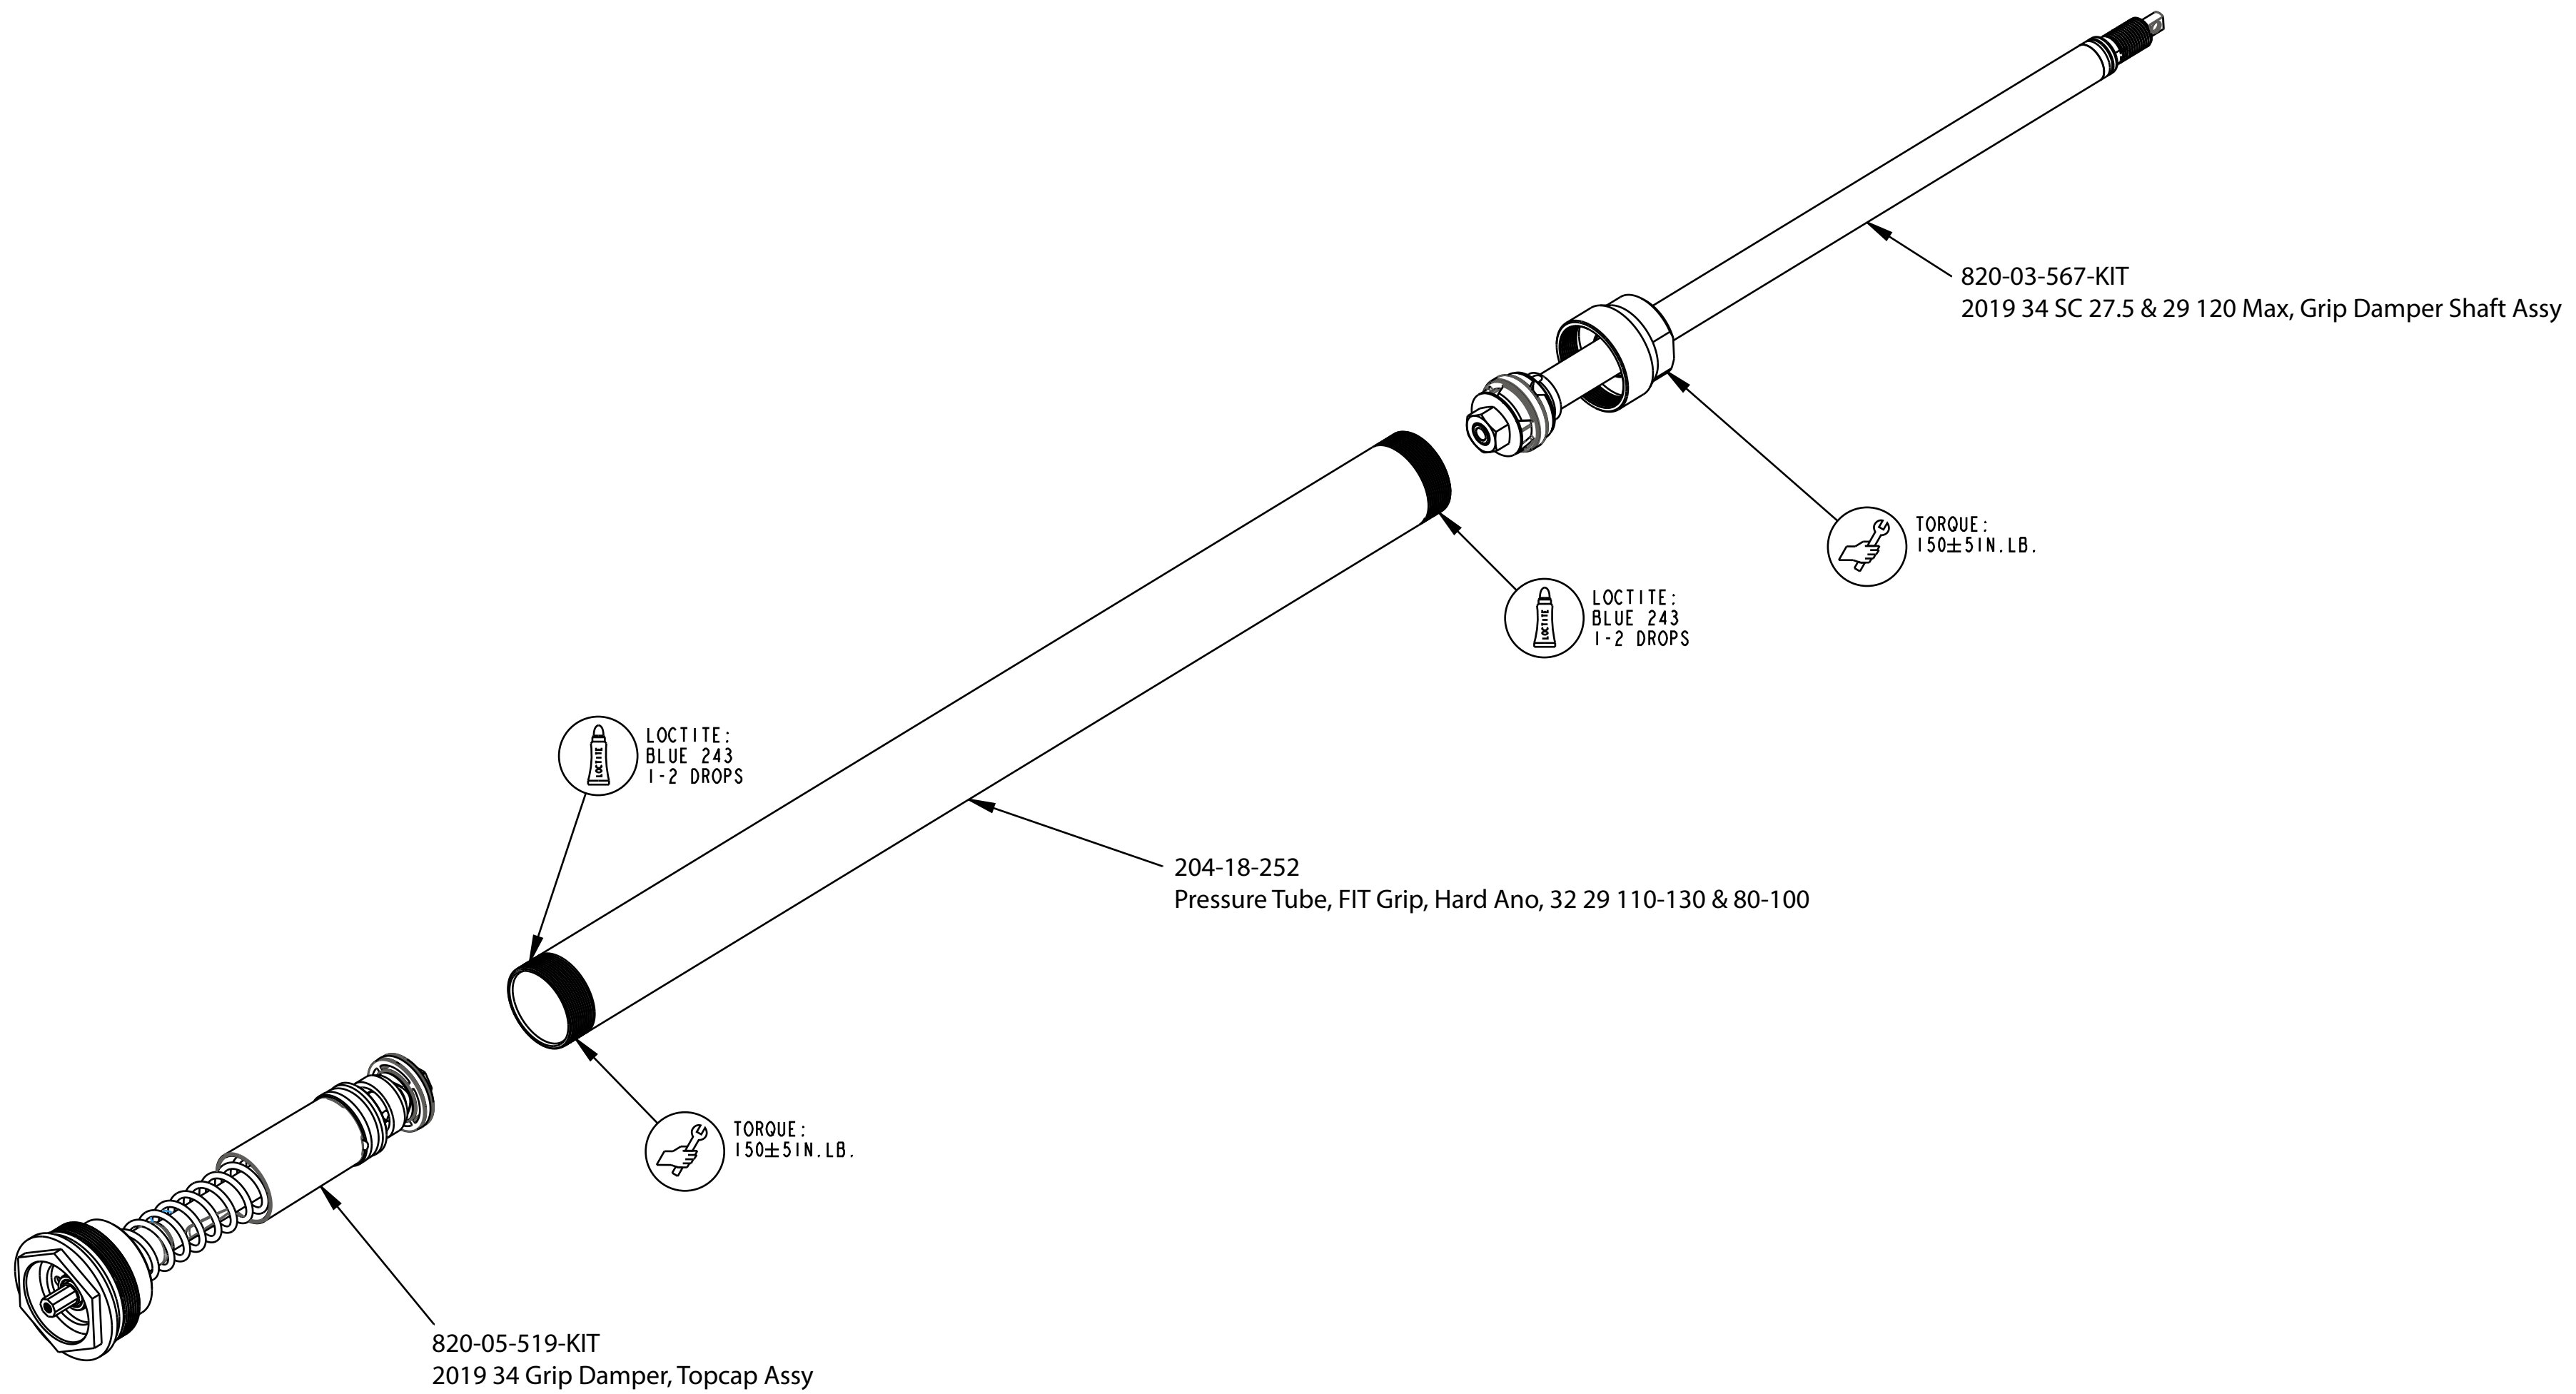 820-03-567-KIT
2019 34 SC 27.5 & 29 120 Max, Grip Damper Shaft Assy
TORQUE:
150±5IN.LB.
LOCTITE:
BLUE 243
1-2 DROPS
LOCTITE
LOCTITE:
BLUE 243
1-2 DROPS
LOCTITE
204-18-252
Pressure Tube, FIT Grip, Hard Ano, 32 29 110-130 & 80-100
TORQUE:
150±5IN.LB.
820-05-519-KIT
2019 34 Grip Damper, Topcap Assy